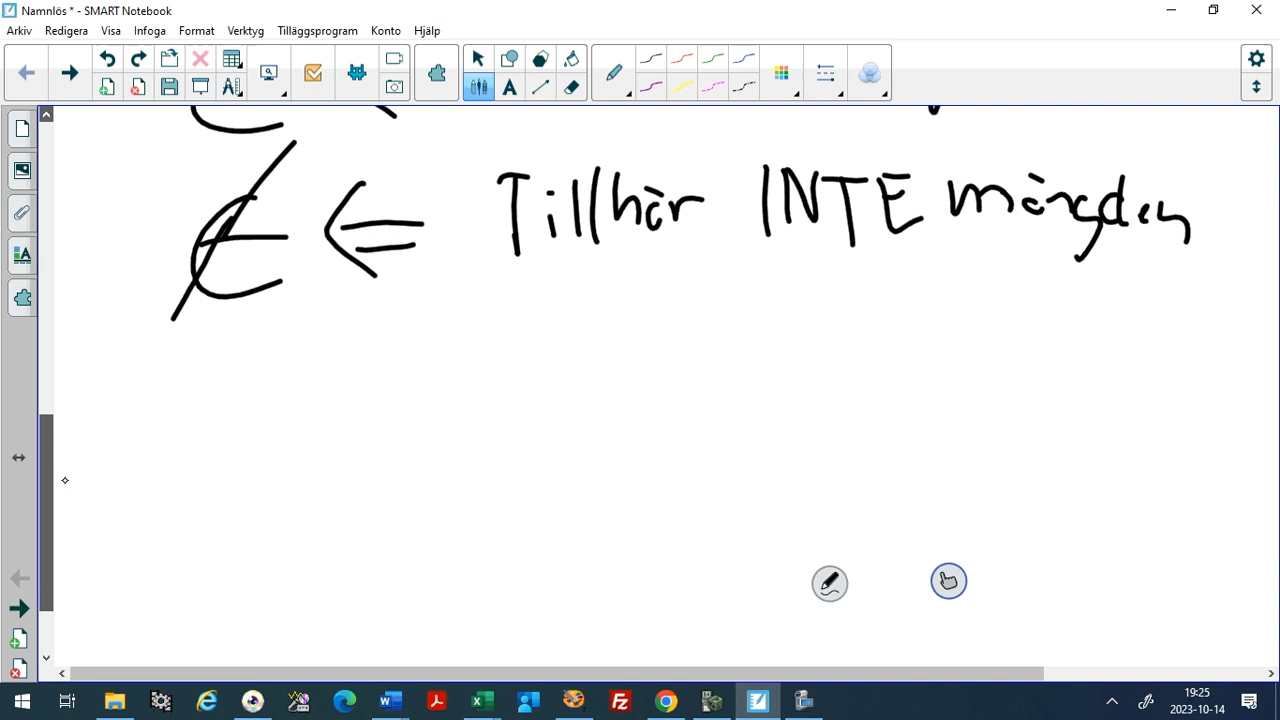 Namnlös * - SMART Notebook
Arkiv Redigera Visa Infoga Format Verktyg Tilläggsprogram Konto Hjälp
∉ ⇐ Tillhör INTE mängden
19:25
2023-10-14